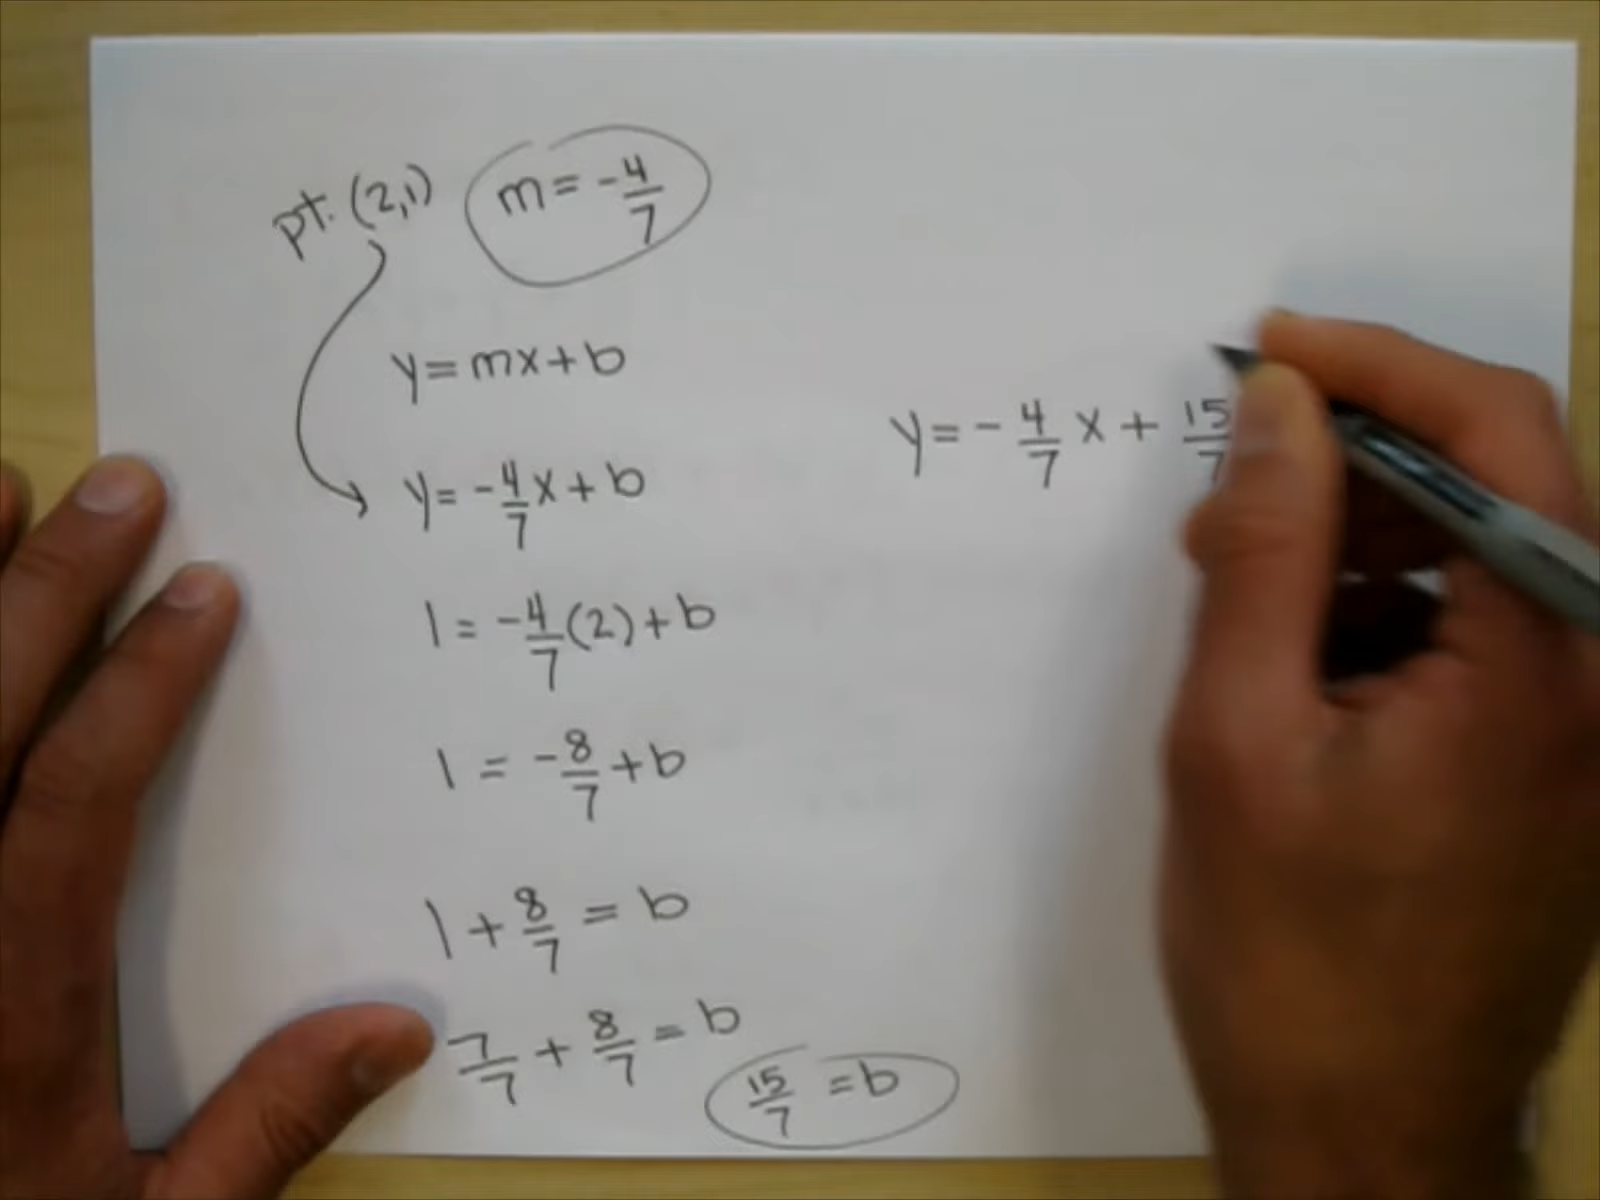 pt. (2,1) m = -4/7
y = mx + b
y = -4/7 x + b
1 = -4/7 (2) + b
1 = -8/7 + b
1 + 8/7 = b
7/7 + 8/7 = b
15/7 = b
y = -4/7 x + 15/7